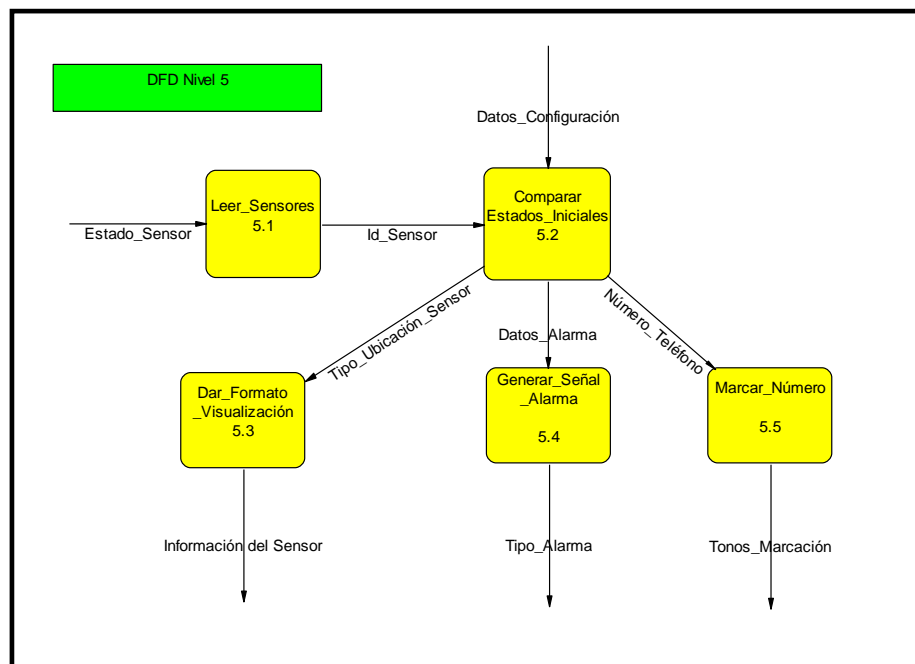 DFD Nivel 5
Datos_Configuración
Leer_Sensores
5.1
Comparar
Estados_Iniciales
5.2
Estado_Sensor
Id_Sensor
Tipo_Ubicación_Sensor
Datos_Alarma
Número_Teléfono
Dar_Formato
_Visualización
5.3
Generar_Señal
_Alarma
5.4
Marcar_Número
5.5
Información del Sensor
Tipo_Alarma
Tonos_Marcación